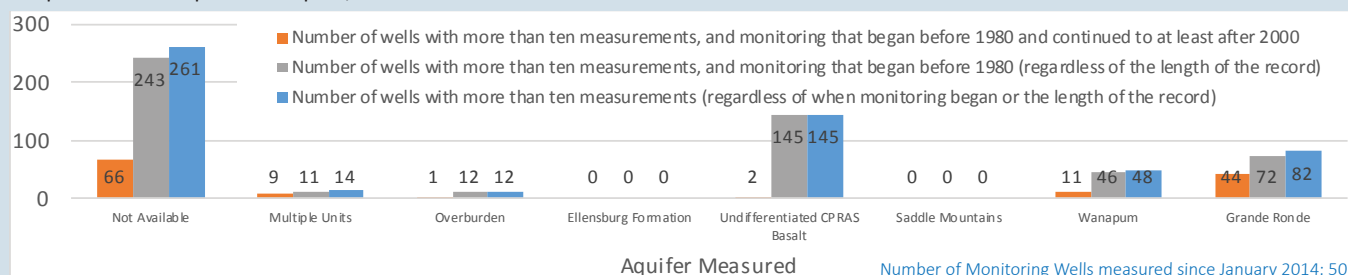 300
Number of wells with more than ten measurements, and monitoring that began before 1980 and continued to at least after 2000
Number of wells with more than ten measurements, and monitoring that began before 1980 (regardless of the length of the record)
Number of wells with more than ten measurements (regardless of when monitoring began or the length of the record)
200
100
0
66 243 261
9 11 14
1 12 12
0 0 0
2 145 145
0 0 0
11 46 48
44 72 82
Not Available Multiple Units Overburden Ellensburg Formation Undifferentiated CPRAS Saddle Mountains Wanapum Grande Ronde
Basalt
Aquifer Measured
Number of Monitoring Wells measured since January 2014: 50